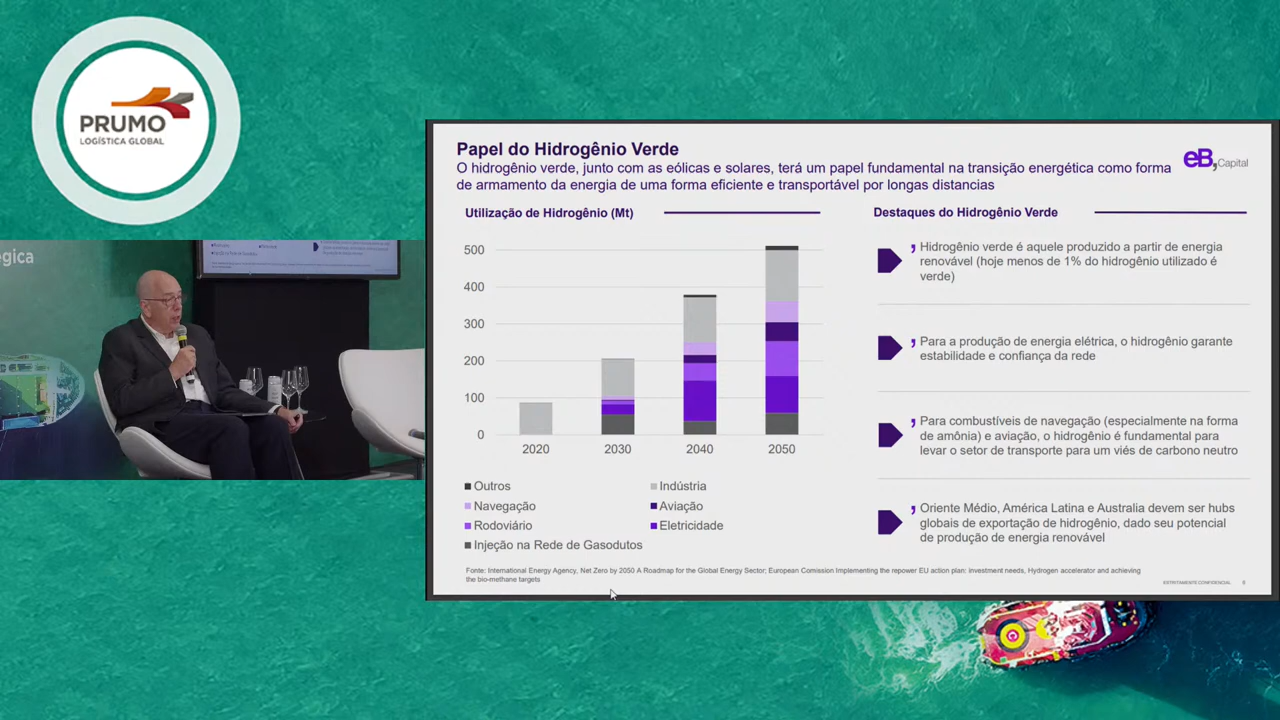 PRUMO
LOGÍSTICA GLOBAL
gica
Papel do Hidrogênio Verde
O hidrogênio verde, junto com as eólicas e solares, terá um papel fundamental na transição energética como forma
de armamento da energia de uma forma eficiente e transportável por longas distancias
eB, Capital
Utilização de Hidrogênio (Mt)
500
400
300
200
100
0
2020
2030
2040
2050
Outros
Indústria
Navegação
Aviação
Rodoviário
Eletricidade
Injeção na Rede de Gasodutos
Destaques do Hidrogênio Verde
Hidrogênio verde é aquele produzido a partir de energia
renovável (hoje menos de 1% do hidrogênio utilizado é
verde)
Para a produção de energia elétrica, o hidrogênio garante
estabilidade e confiança da rede
Para combustíveis de navegação (especialmente na forma
de amônia) e aviação, o hidrogênio é fundamental para
levar o setor de transporte para um viés de carbono neutro
Oriente Médio, América Latina e Australia devem ser hubs
globais de exportação de hidrogênio, dado seu potencial
de produção de energia renovável
Fonte: International Energy Agency, Net Zero by 2050 A Roadmap for the Global Energy Sector; European Comission Implementing the repower EU action plan: investment needs, Hydrogen accelerator and achieving
the bio-methane targets
ESTRITAMENTE CONFIDENCIAL